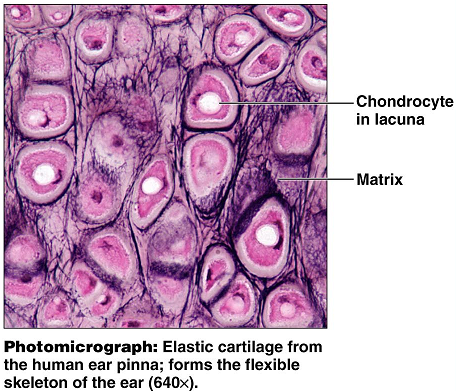 Chondrocyte
in lacuna
Matrix
Photomicrograph: Elastic cartilage from
the human ear pinna; forms the flexible
skeleton of the ear (640×).